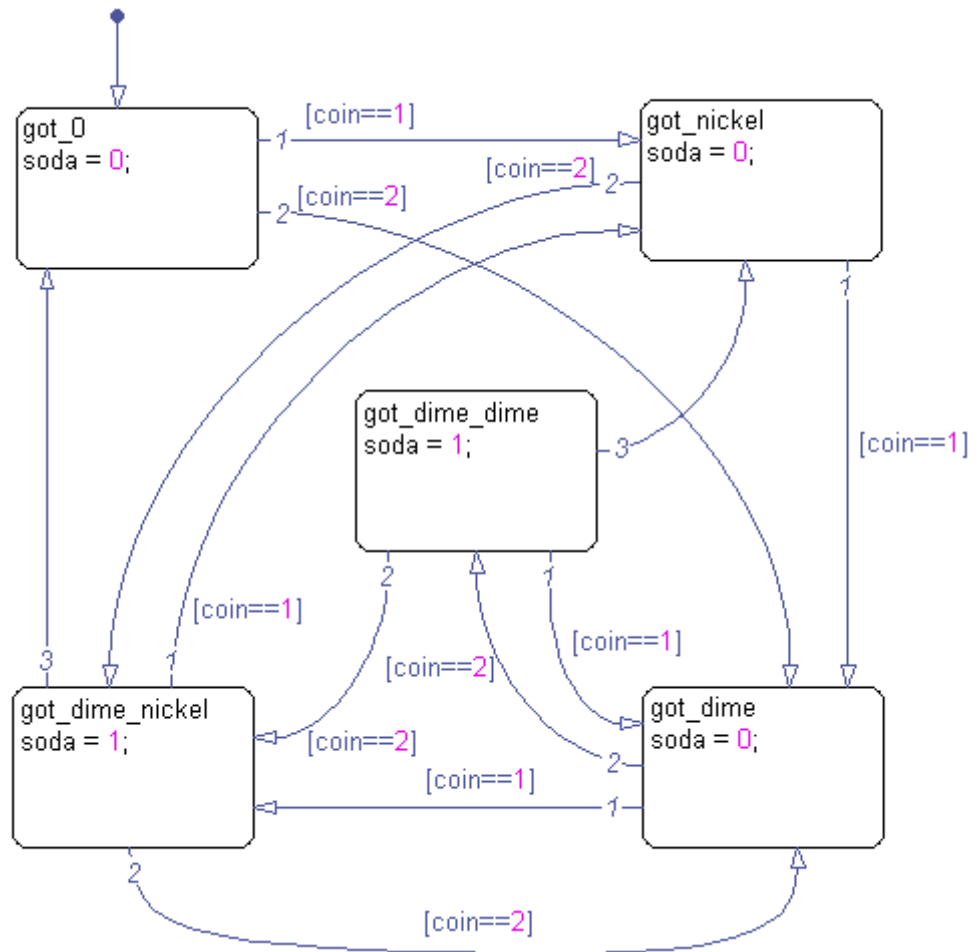 got_0
soda = 0;
1
[coin==1]
2
[coin==2]
got_nickel
soda = 0;
[coin==2]
2
1
[coin==1]
got_dime_dime
soda = 1;
3
2
1
[coin==1]
[coin==1]
[coin==2]
[coin==2]
3
1
got_dime_nickel
soda = 1;
2
got_dime
soda = 0;
2
[coin==1]
1
[coin==2]